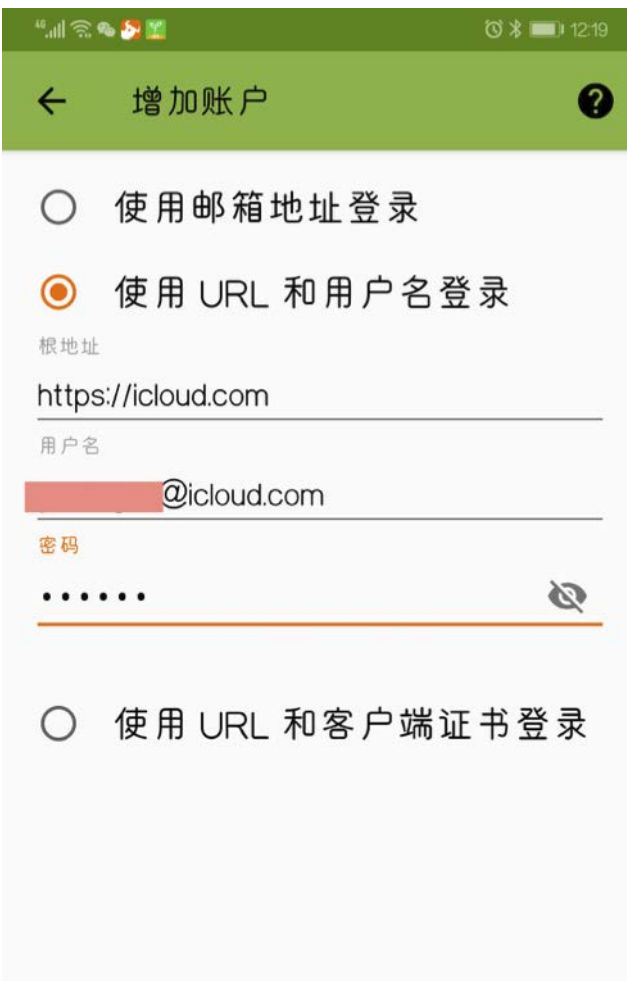 46 12:19
增加账户
使用邮箱地址登录
使用 URL 和用户名登录
根地址
https://icloud.com
用户名
@icloud.com
密码
••••••
使用 URL 和客户端证书登录